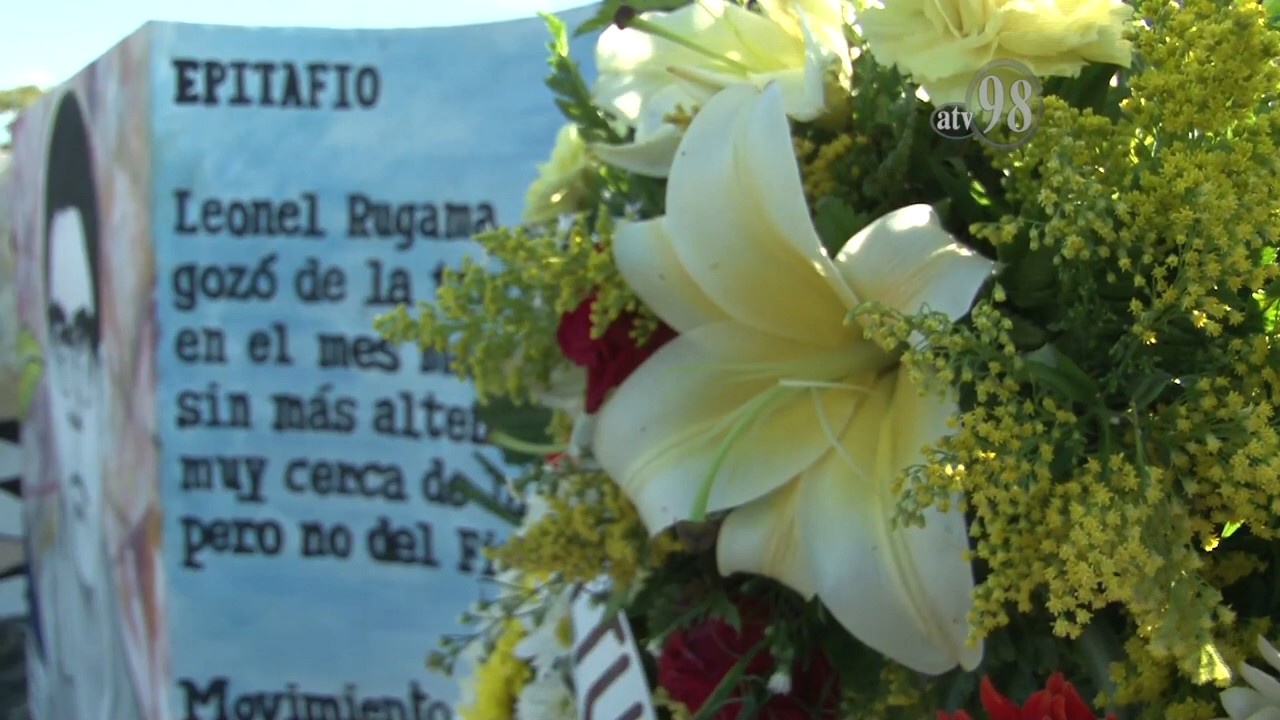 EPITAFIO
Leonel Rugama
gozó de la
en el mes
sin más
muy cerca de
pero no del
Movimiento
atv 98